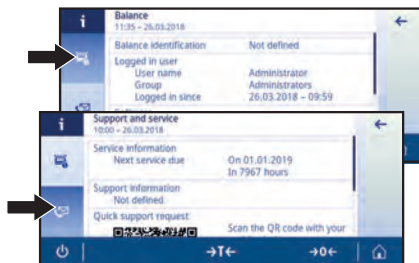 i
Balance
11:35 – 26.03.2018
Balance identification Not defined
Logged in user
User name Administrator
Group Administrators
Logged in since 26.03.2018 – 09:59
i
Support and service
10:00 – 26.03.2018
Service information
Next service due On 01.01.2019
In 7967 hours
Support information
Not defined
Quick support request
Scan the QR code with your
→T← →0←